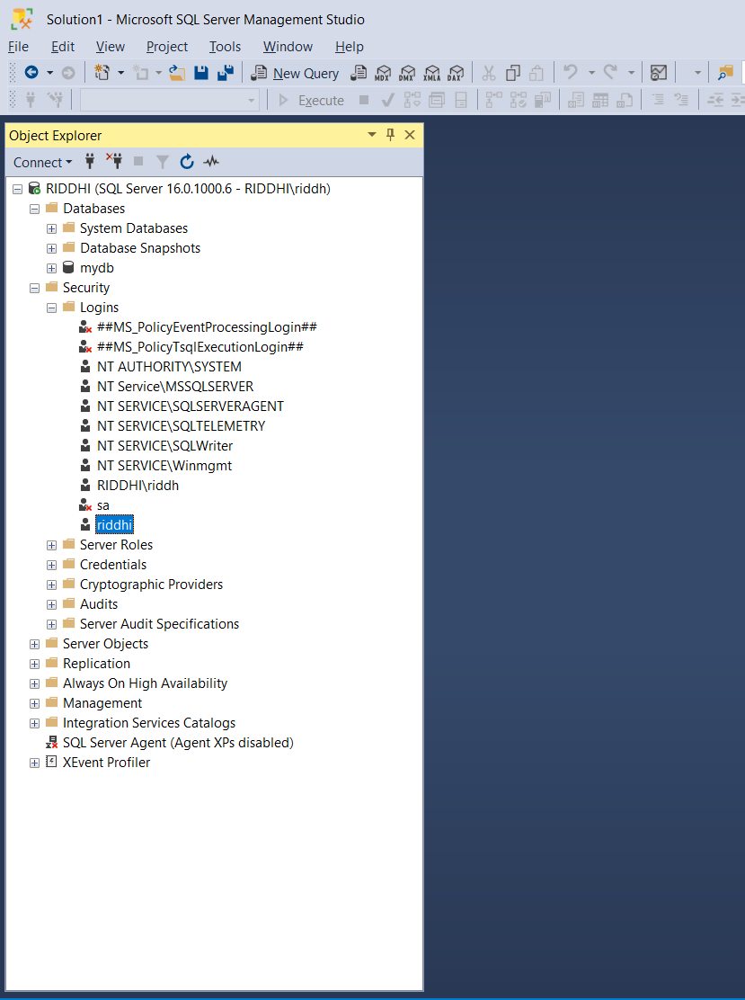 Solution1 - Microsoft SQL Server Management Studio
File Edit View Project Tools Window Help
New Query MDX DMX XMLA DAX
Execute
Object Explorer
Connect
RIDDHI (SQL Server 16.0.1000.6 - RIDDHI\riddh)
Databases
System Databases
Database Snapshots
mydb
Security
Logins
##MS_PolicyEventProcessingLogin##
##MS_PolicyTsqlExecutionLogin##
NT AUTHORITY\SYSTEM
NT Service\MSSQLSERVER
NT SERVICE\SQLSERVERAGENT
NT SERVICE\SQLTELEMETRY
NT SERVICE\SQLWriter
NT SERVICE\Winmgmt
RIDDHI\riddh
sa
riddhi
Server Roles
Credentials
Cryptographic Providers
Audits
Server Audit Specifications
Server Objects
Replication
Always On High Availability
Management
Integration Services Catalogs
SQL Server Agent (Agent XPs disabled)
XEvent Profiler